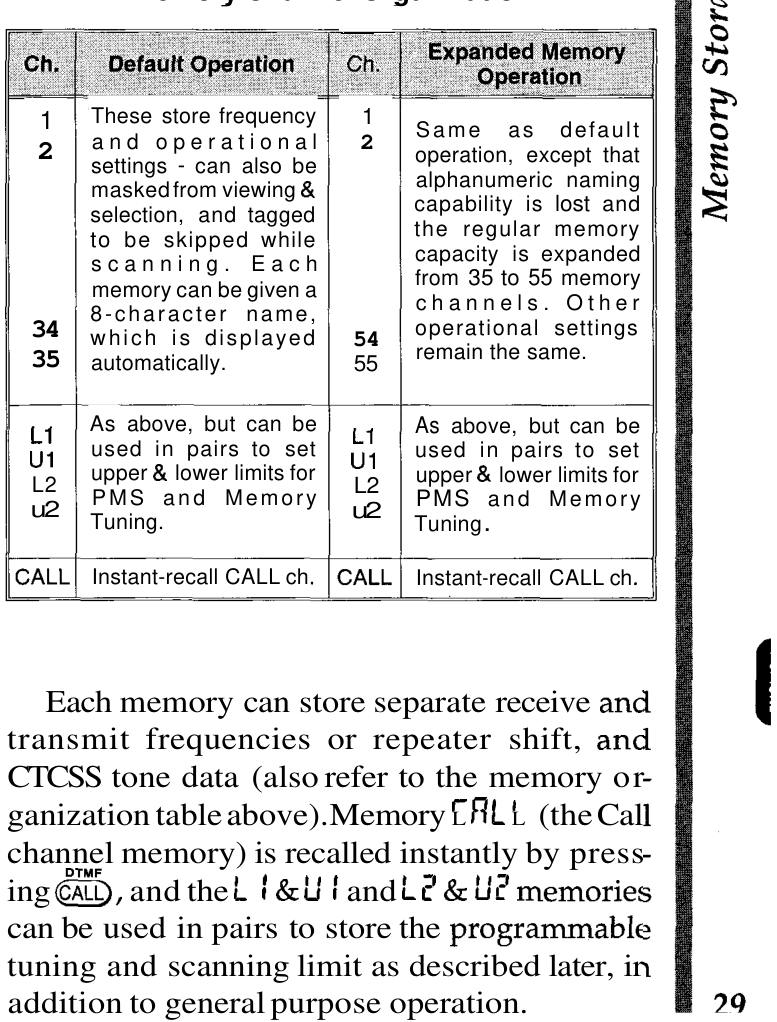 Ch.
Default Operation
Ch.
Expanded Memory
Operation
1
2
34
35
These store frequency
and operational
settings - can also be
masked from viewing &
selection, and tagged
to be skipped while
scanning. Each
memory can be given a
8-character name,
which is displayed
automatically.
1
2
54
55
Same as default
operation, except that
alphanumeric naming
capability is lost and
the regular memory
capacity is expanded
from 35 to 55 memory
channels. Other
operational settings
remain the same.
L1
U1
L2
u2
As above, but can be
used in pairs to set
upper & lower limits for
PMS and Memory
Tuning.
L1
U1
L2
u2
As above, but can be
used in pairs to set
upper & lower limits for
PMS and Memory
Tuning.
CALL
Instant-recall CALL ch.
CALL
Instant-recall CALL ch.
Each memory can store separate receive and
transmit frequencies or repeater shift, and
CTCSS tone data (also refer to the memory or-
ganization table above). Memory CALL (the Call
channel memory) is recalled instantly by press-
DTMF
ing CALL, and the L1 & U1 and L2 & U2 memories
can be used in pairs to store the programmable
tuning and scanning limit as described later, in
addition to general purpose operation.
Memory
29